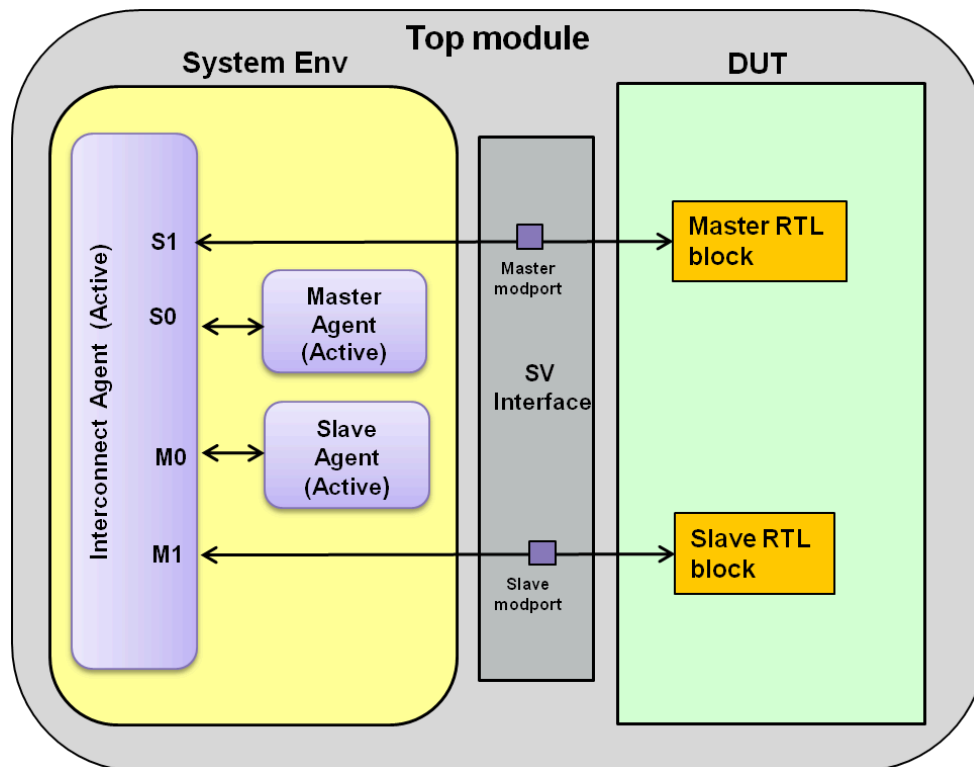 Top module
System Env
DUT
Interconnect Agent (Active)
S1
S0
M0
M1
Master
Agent
(Active)
Slave
Agent
(Active)
Master
modport
SV
Interface
Slave
modport
Master RTL
block
Slave RTL
block